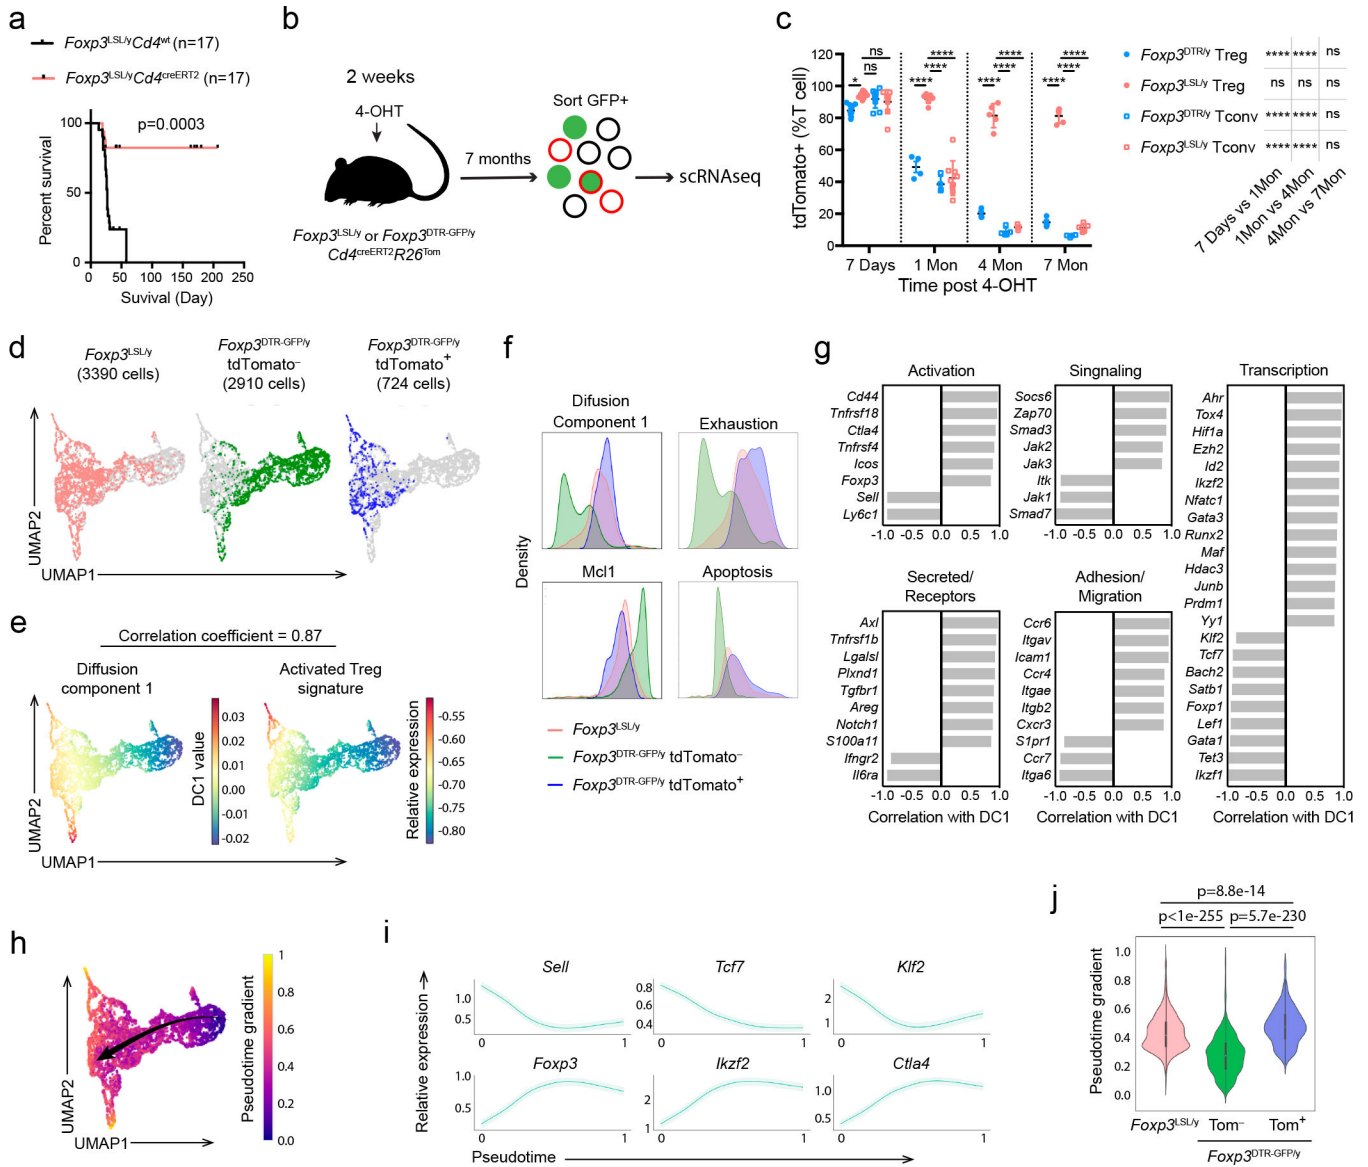 a
Foxp3LSL/yCd4wt (n=17)
Foxp3LSL/yCd4creERT2 (n=17)
p=0.0003
Percent survival
100
50
0
0 50 100 150 200 250
Suvival (Day)
b
2 weeks
4-OHT
7 months
Sort GFP+
scRNAseq
Foxp3LSL/y or Foxp3DTR-GFP/y
Cd4creERT2R26Tom
c
tdTomato+ (%T cell)
120
100
80
60
40
20
0
ns
* ns
****
****
****
****
****
****
****
****
****
7 Days 1 Mon 4 Mon 7 Mon
Time post 4-OHT
Foxp3DTR/y Treg **** **** ns
Foxp3LSL/y Treg ns ns ns
Foxp3DTR/y Tconv **** **** ns
Foxp3LSL/y Tconv **** **** ns
7 Days vs 1Mon
1Mon vs 4Mon
4Mon vs 7Mon
d
Foxp3LSL/y
(3390 cells)
Foxp3DTR-GFP/y
tdTomato–
(2910 cells)
Foxp3DTR-GFP/y
tdTomato+
(724 cells)
UMAP2
UMAP1
e
Correlation coefficient = 0.87
Diffusion
component 1
Activated Treg
signature
UMAP2
UMAP1
DC1 value
0.03
0.02
0.01
0.00
-0.01
-0.02
Relative expression
-0.55
-0.60
-0.65
-0.70
-0.75
-0.80
f
Difusion
Component 1
Exhaustion
Density
Mcl1
Apoptosis
Foxp3LSL/y
Foxp3DTR-GFP/y tdTomato–
Foxp3DTR-GFP/y tdTomato+
g
Activation
Cd44
Tnfrsf18
Ctla4
Tnfrsf4
Icos
Foxp3
Sell
Ly6c1
-1.0 -0.5 0.0 0.5 1.0
Singnaling
Socs6
Zap70
Smad3
Jak2
Jak3
Itk
Jak1
Smad7
-1.0 -0.5 0.0 0.5 1.0
Transcription
Ahr
Tox4
Hif1a
Ezh2
Id2
Ikzf2
Nfatc1
Gata3
Runx2
Maf
Hdac3
Junb
Prdm1
Yy1
Klf2
Tcf7
Bach2
Satb1
Foxp1
Lef1
Gata1
Tet3
Ikzf1
-1.0 -0.5 0.0 0.5 1.0
Correlation with DC1
Secreted/
Receptors
Axl
Tnfrsf1b
Lgalsl
Plxnd1
Tgfbr1
Areg
Notch1
S100a11
Ifngr2
Il6ra
-1.0 -0.5 0.0 0.5 1.0
Correlation with DC1
Adhesion/
Migration
Ccr6
Itgav
Icam1
Ccr4
Itgae
Itgb2
Cxcr3
S1pr1
Ccr7
Itga6
-1.0 -0.5 0.0 0.5 1.0
Correlation with DC1
h
UMAP2
UMAP1
Pseudotime gradient
1
0.8
0.6
0.4
0.2
0.0
i
Relative expression
Sell
1.0
0.5
Tcf7
0.8
0.6
0.4
Klf2
2
1
Foxp3
1.0
0.5
0 1
Ikzf2
2
1
0 1
Ctla4
1.0
0.5
0 1
Pseudotime
j
p=8.8e-14
p<1e-255 p=5.7e-230
Pseudotime gradient
1.0
0.8
0.6
0.4
0.2
0.0
Foxp3LSL/y Tom– Tom+
Foxp3DTR-GFP/y